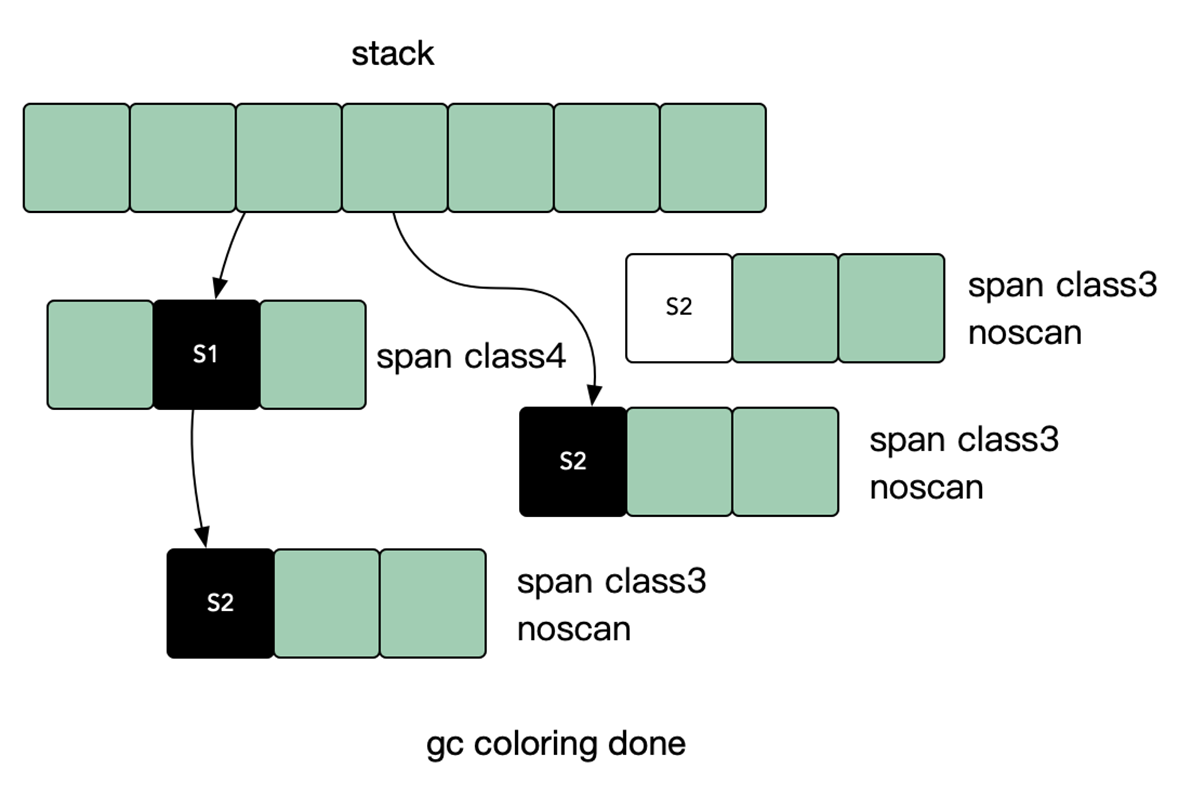 stack
S2
span class3
noscan
S1
span class4
S2
span class3
noscan
S2
span class3
noscan
gc coloring done